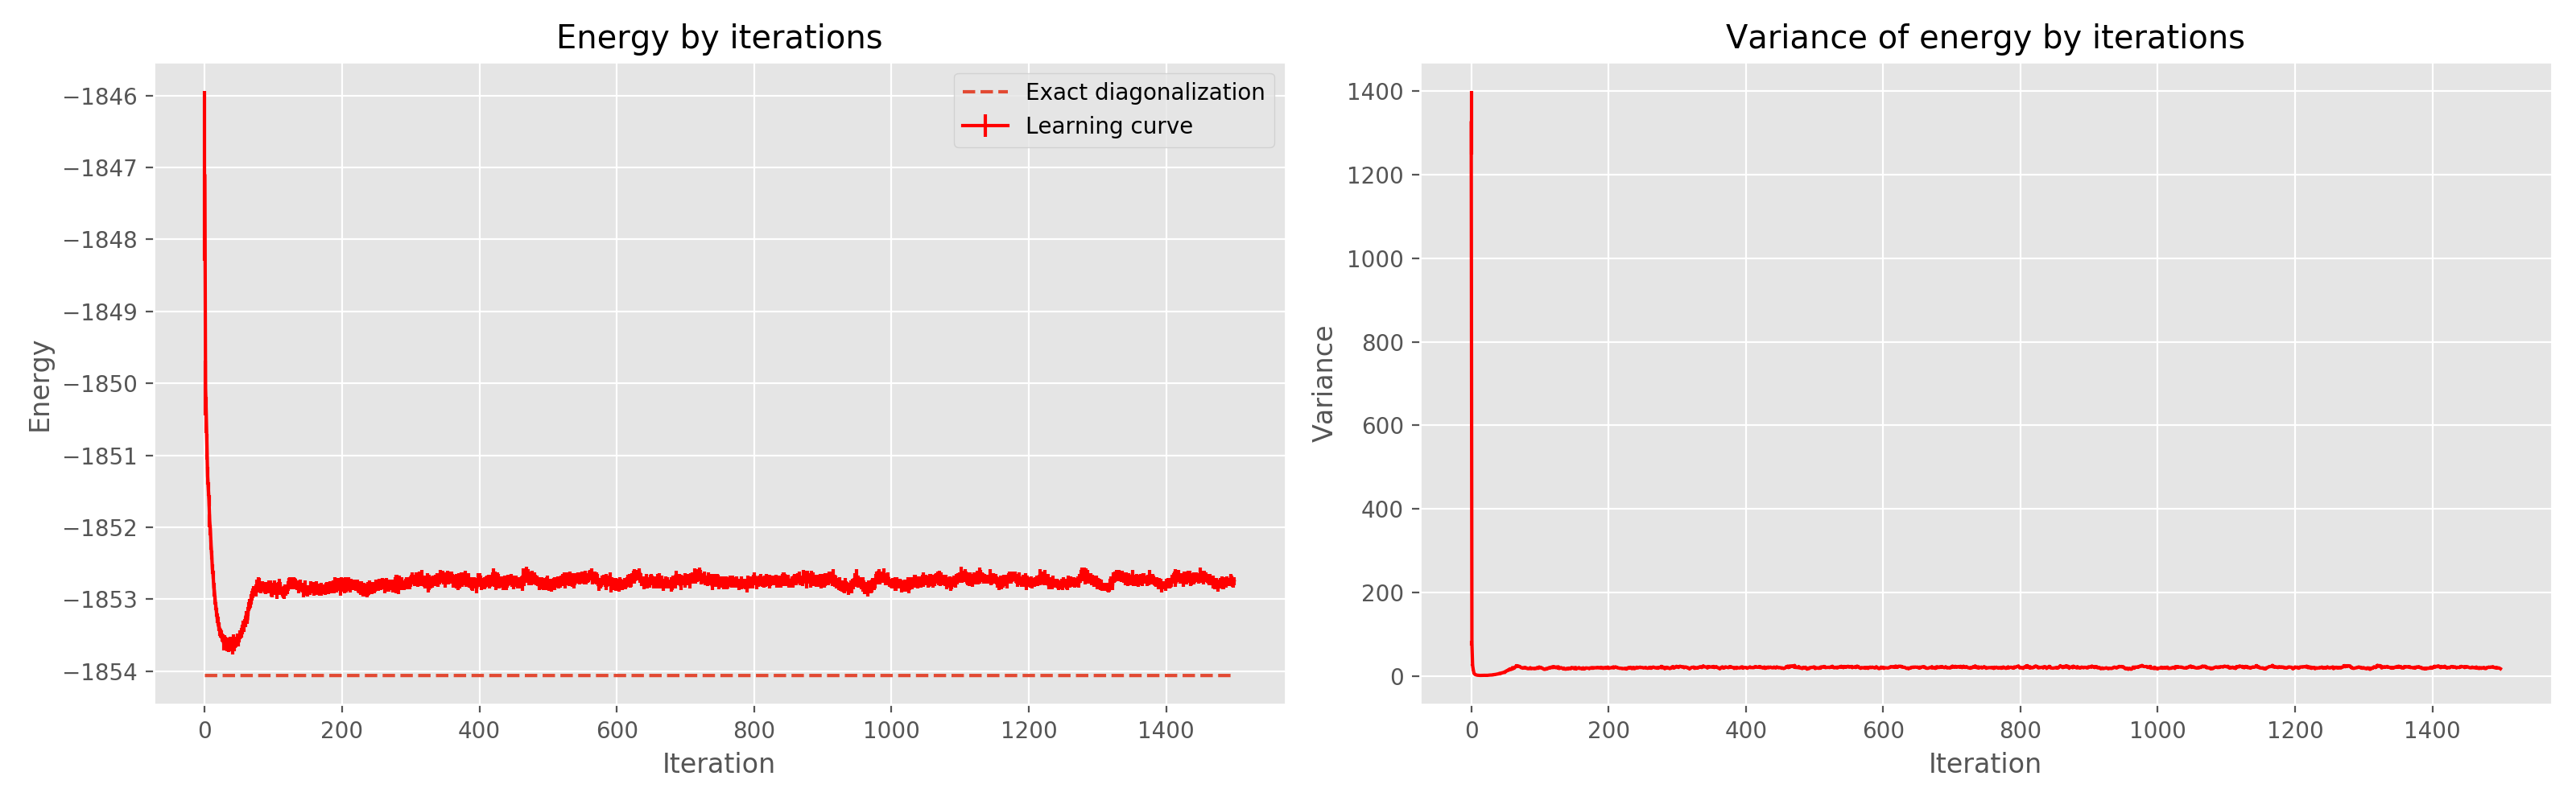 Energy by iterations
Exact diagonalization
Learning curve
−1846
−1847
−1848
−1849
−1850
−1851
−1852
−1853
−1854
Energy
0 200 400 600 800 1000 1200 1400
Iteration
Variance of energy by iterations
1400
1200
1000
800
600
400
200
0
Variance
0 200 400 600 800 1000 1200 1400
Iteration